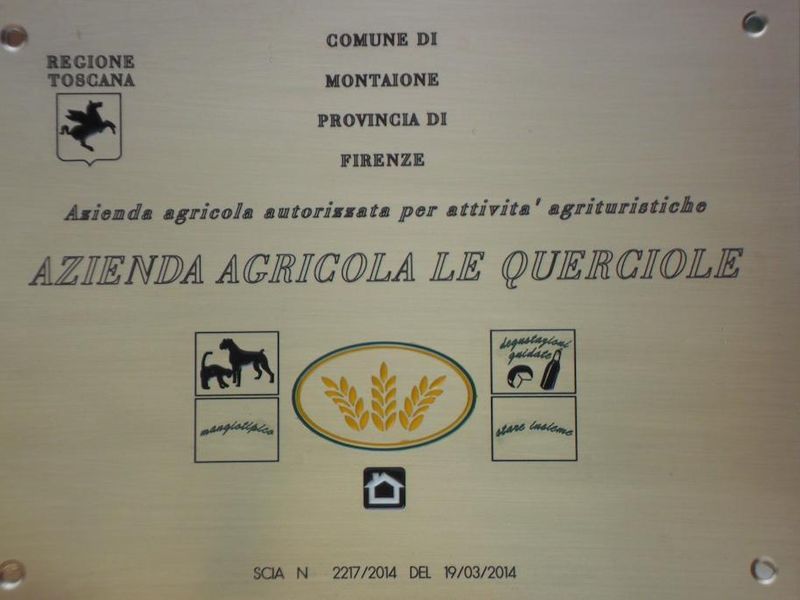 REGIONE
TOSCANA
COMUNE DI
MONTAIONE
PROVINCIA DI
FIRENZE
Azienda agricola autorizzata per attivita' agrituristiche
AZIENDA AGRICOLA LE QUERCIOLE
degustazioni
guidate
mangiotipico
stare insieme
SCIA N 2217/2014 DEL 19/03/2014